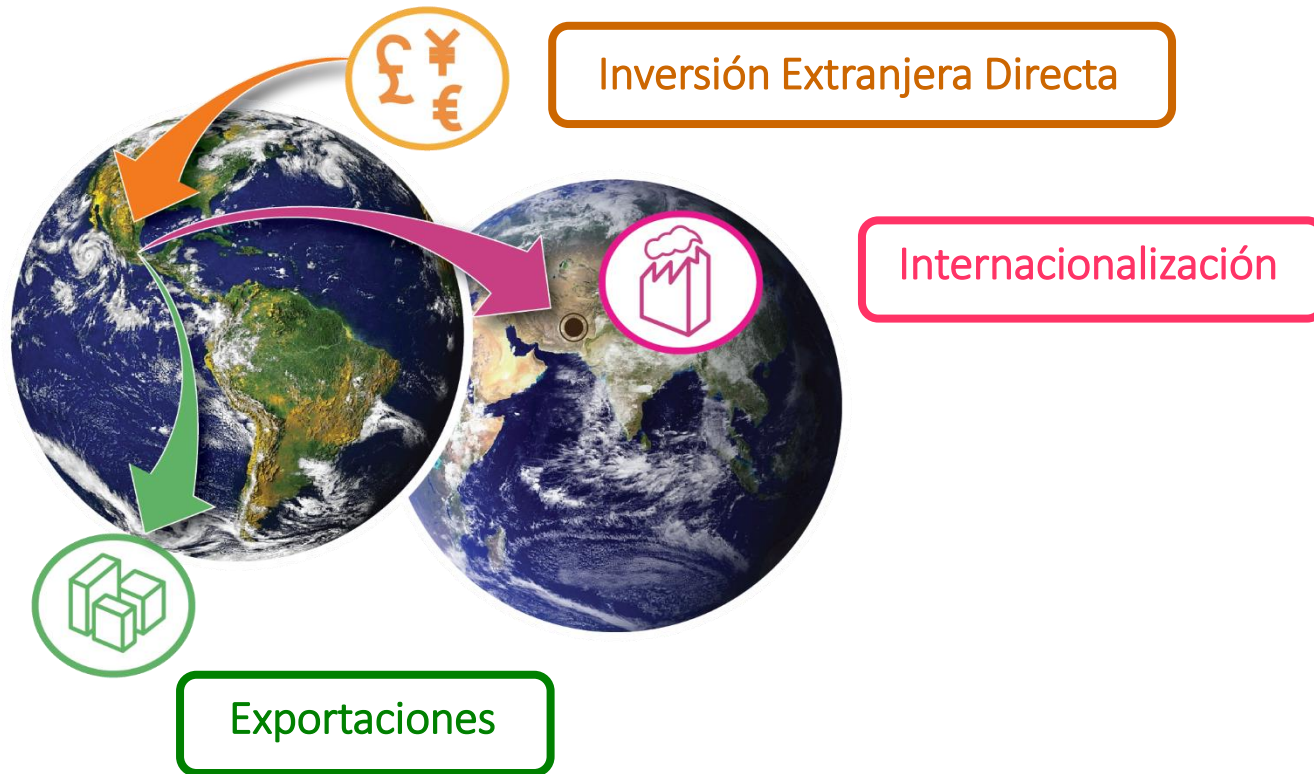 £ ¥
€
Inversión Extranjera Directa
Internacionalización
Exportaciones